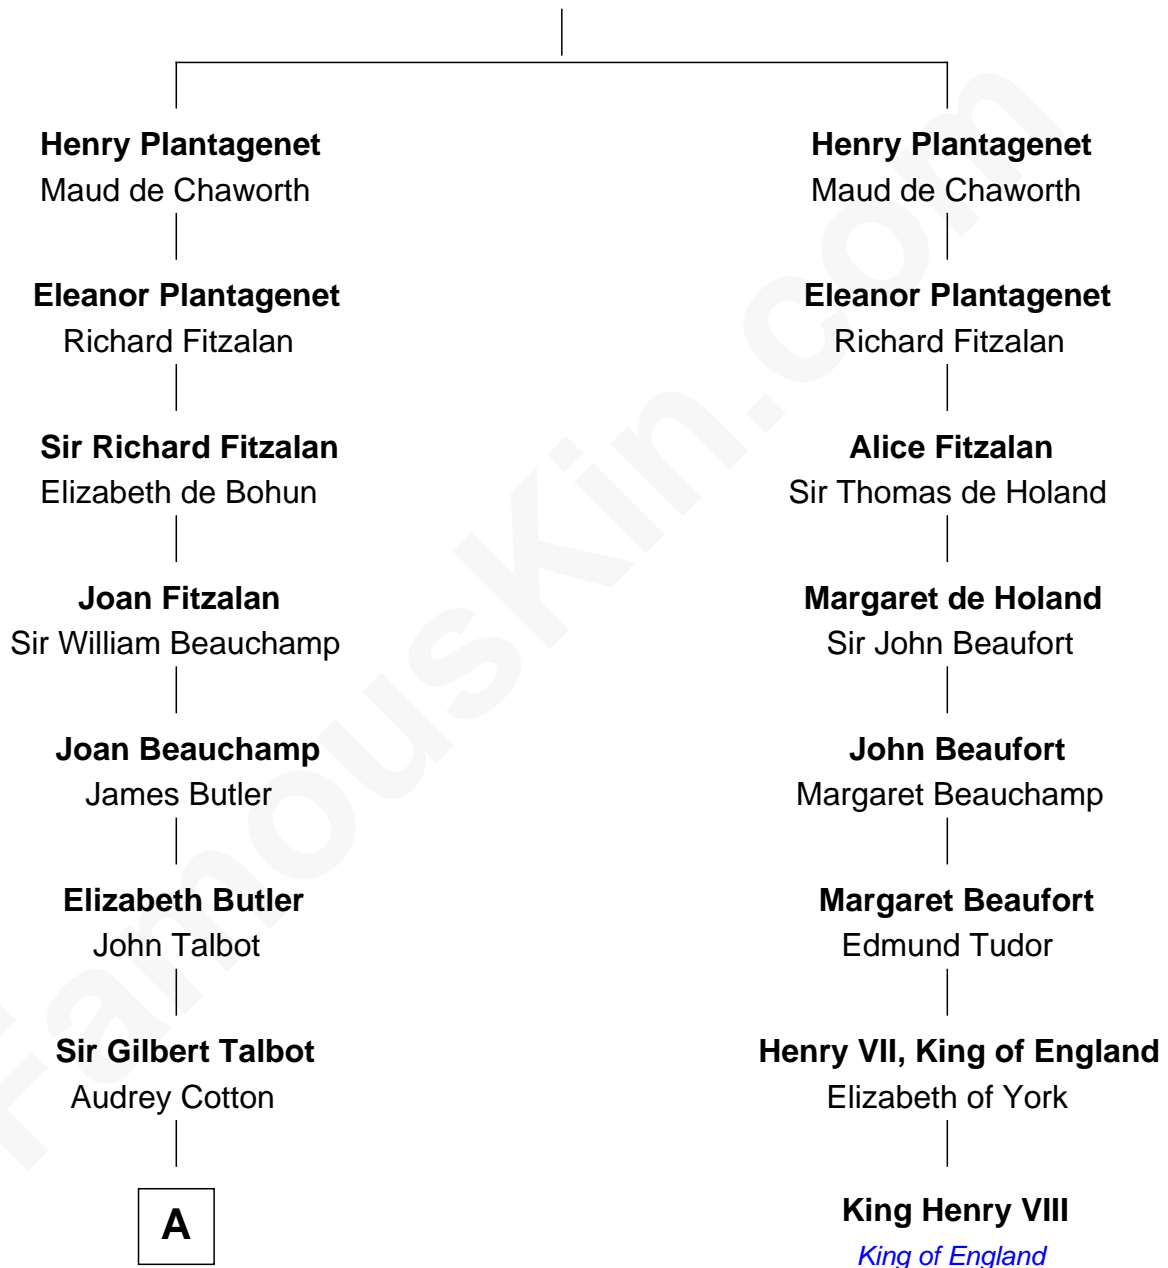 Henry Plantagenet
Maud de Chaworth
Eleanor Plantagenet
Richard Fitzalan
Sir Richard Fitzalan
Elizabeth de Bohun
Joan Fitzalan
Sir William Beauchamp
Joan Beauchamp
James Butler
Elizabeth Butler
John Talbot
Sir Gilbert Talbot
Audrey Cotton
A
Henry Plantagenet
Maud de Chaworth
Eleanor Plantagenet
Richard Fitzalan
Alice Fitzalan
Sir Thomas de Holand
Margaret de Holand
Sir John Beaufort
John Beaufort
Margaret Beauchamp
Margaret Beaufort
Edmund Tudor
Henry VII, King of England
Elizabeth of York
King Henry VIII
King of England
FamousKin.com